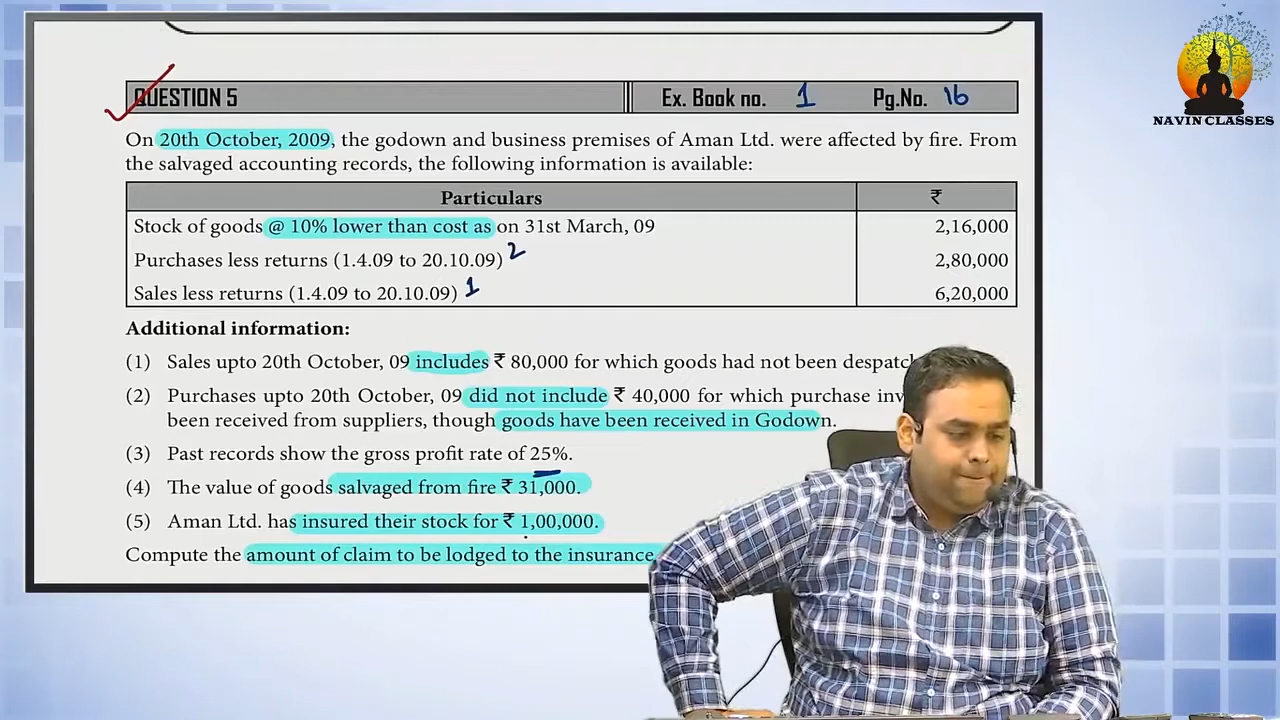 QUESTION 5 Ex. Book no. 1 Pg.No. 16
NAVIN CLASSES
On 20th October, 2009, the godown and business premises of Aman Ltd. were affected by fire. From
the salvaged accounting records, the following information is available:
Particulars ₹
Stock of goods @ 10% lower than cost as on 31st March, 09 2,16,000
Purchases less returns (1.4.09 to 20.10.09) 2 2,80,000
Sales less returns (1.4.09 to 20.10.09) 1 6,20,000
Additional information:
(1) Sales upto 20th October, 09 includes ₹ 80,000 for which goods had not been
(2) Purchases upto 20th October, 09 did not include ₹ 40,000 for which purchase
been received from suppliers, though goods have been received in Godown.
(3) Past records show the gross profit rate of 25%.
(4) The value of goods salvaged from fire ₹ 31,000.
(5) Aman Ltd. has insured their stock for ₹ 1,00,000.
Compute the amount of claim to be lodged to the insurance